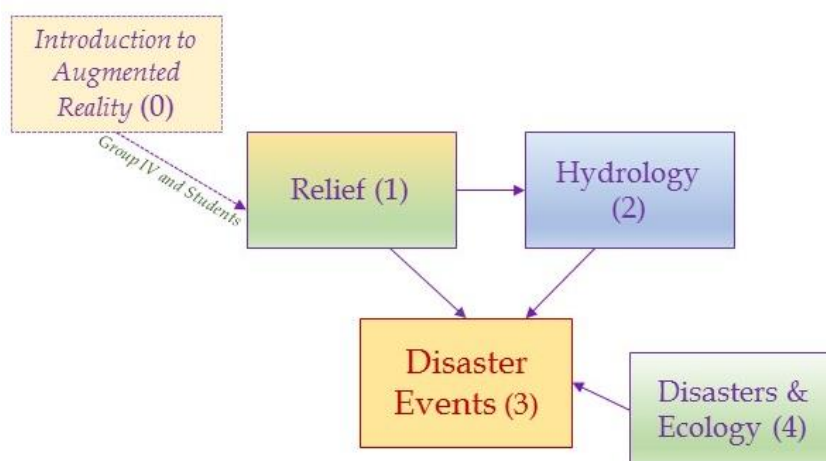 Introduction to
Augmented
Reality (0)
Group IV and Students
Relief (1)
Hydrology
(2)
Disaster
Events (3)
Disasters &
Ecology (4)